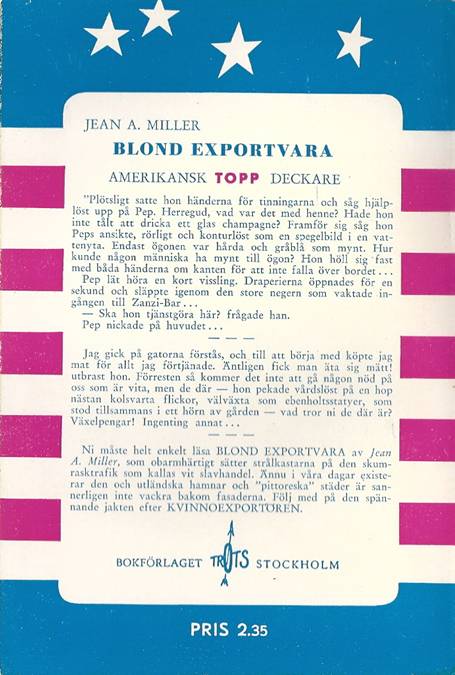 JEAN A. MILLER
BLOND EXPORTVARA
AMERIKANSK TOPP DECKARE
"Plötsligt satte hon händerna för tinningarna och såg hjälp-
löst upp på Pep. Herregud, vad var det med henne? Hade hon
inte tålt att dricka ett glas champagne? Framför sig såg hon
Peps ansikte, rörligt och konturlöst som en spegelbild i en vat-
tenyta. Endast ögonen var hårda och gråblå som mynt. Hur
kunde någon människa ha mynt till ögon? Hon höll sig fast
med båda händerna om kanten för att inte falla över bordet...
Pep lät höra en kort vissling. Draperierna öppnades för en
sekund och släppte igenom den store negern som vaktade in-
gången till Zanzi-Bar...
— Ska hon tjänstgöra här? frågade han.
Pep nickade på huvudet...
— — —
Jag gick på gatorna förstås, och till att börja med köpte jag
mat för allt jag förtjänade. Äntligen fick man äta sig mätt!
utbrast hon. Förresten så kommer det inte att gå någon nöd på
oss som är vita, men de där — hon pekade vårdslöst på en hop
nästan kolsvarta flickor, välväxta som ebenholtsstatyer, som
stod tillsammans i ett hörn av gården — vad tror ni de där är?
Växelpengar! Ingenting annat...
— — —
Ni måste helt enkelt läsa BLOND EXPORTVARA av Jean
A. Miller, som obarmhärtigt sätter strålkastarna på den skum-
rasktrafik som kallas vit slavhandel. Ännu i våra dagar existe-
rar den och utländska hamnar och "pittoreska" städer är san-
nerligen inte vackra bakom fasaderna. Följ med på den spän-
nande jakten efter KVINNOEXPORTÖREN.
BOKFÖRLAGET TROTS STOCKHOLM
PRIS 2.35